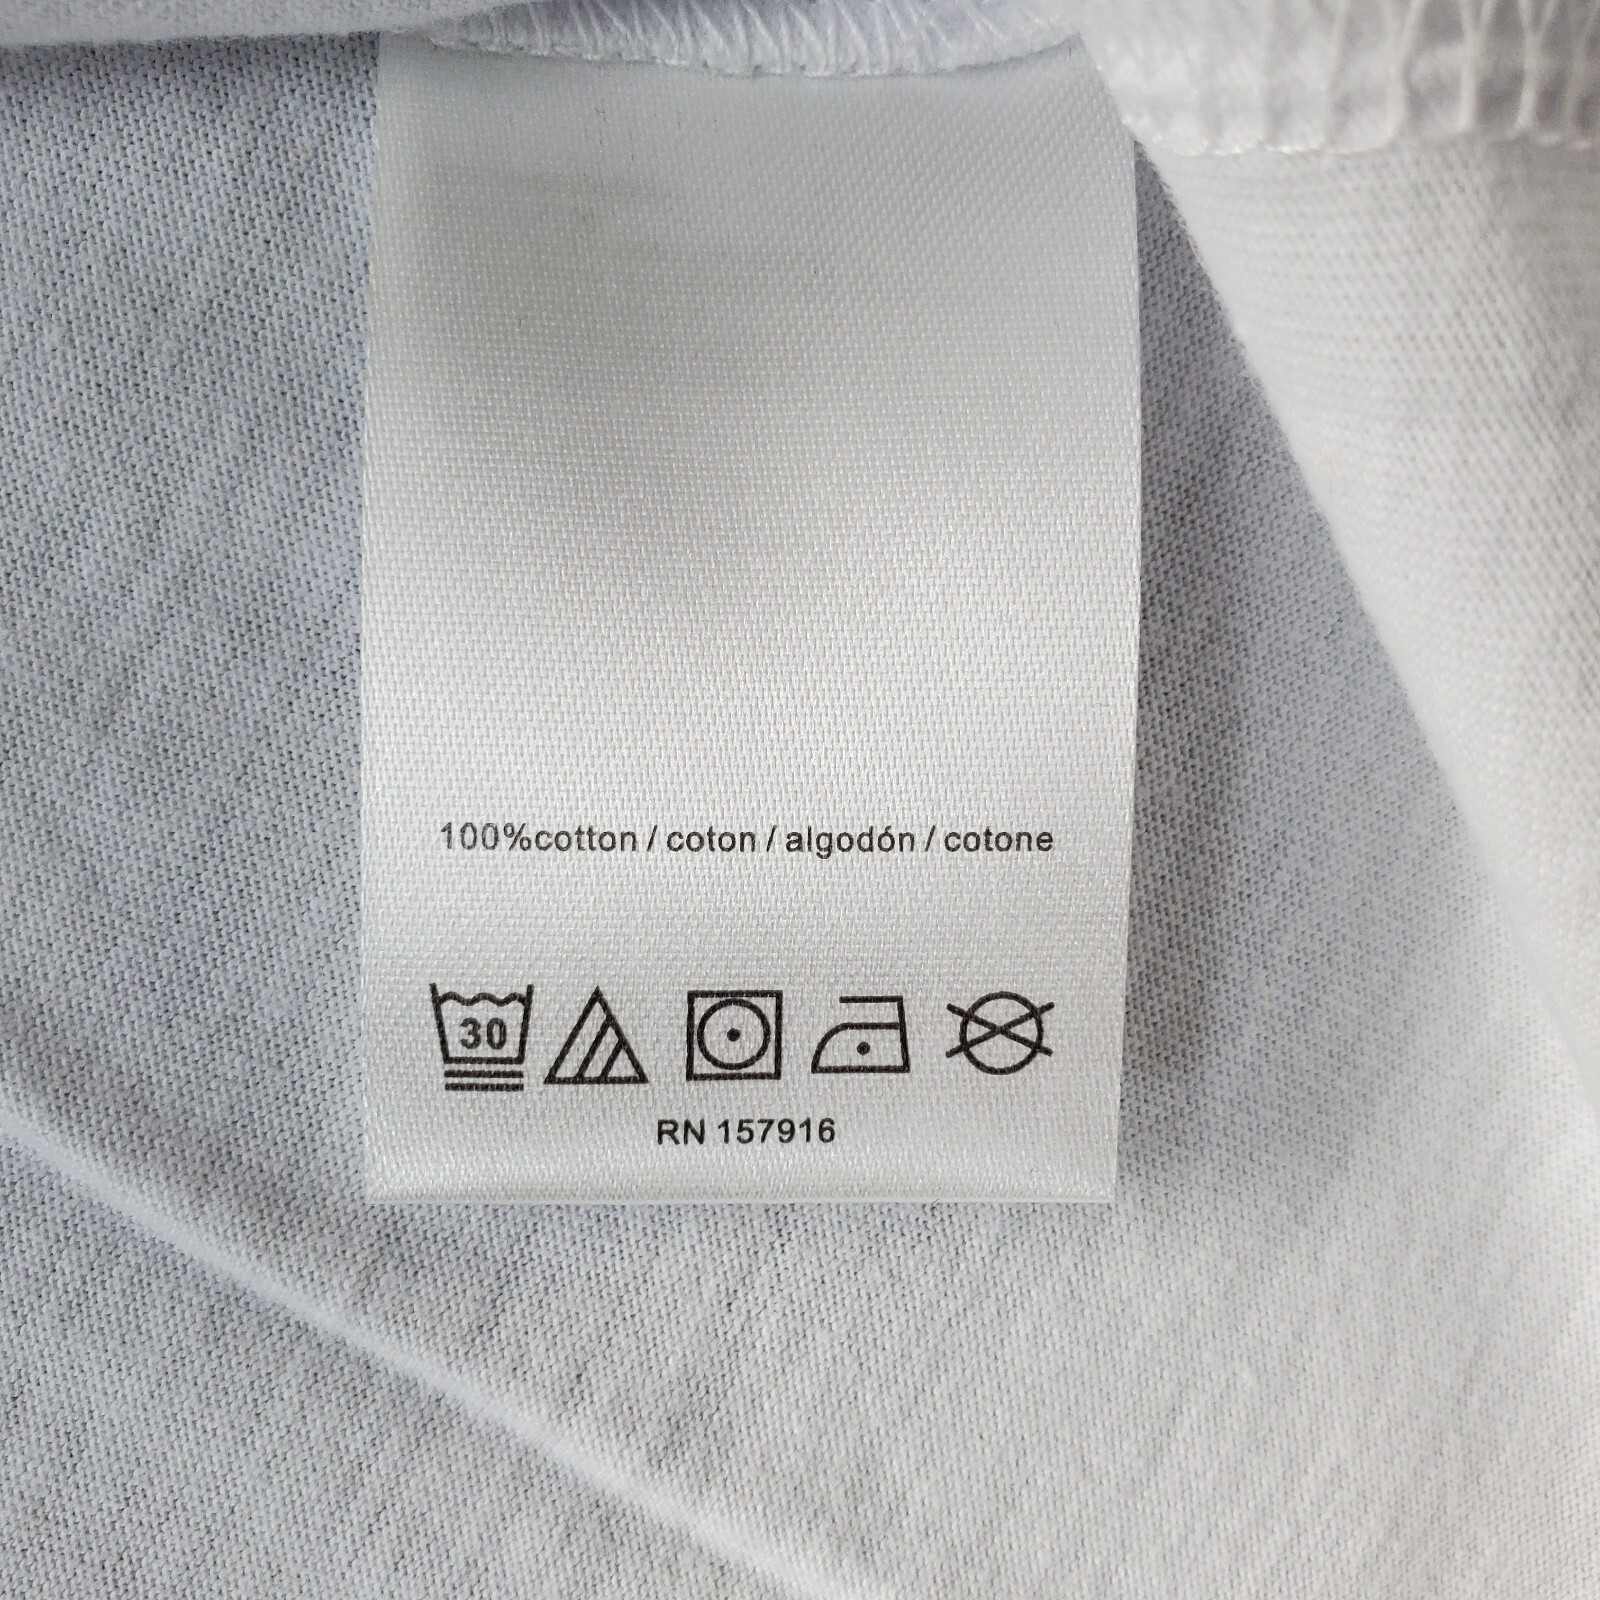 100%cotton / coton / algodón / cotone
30
RN 157916